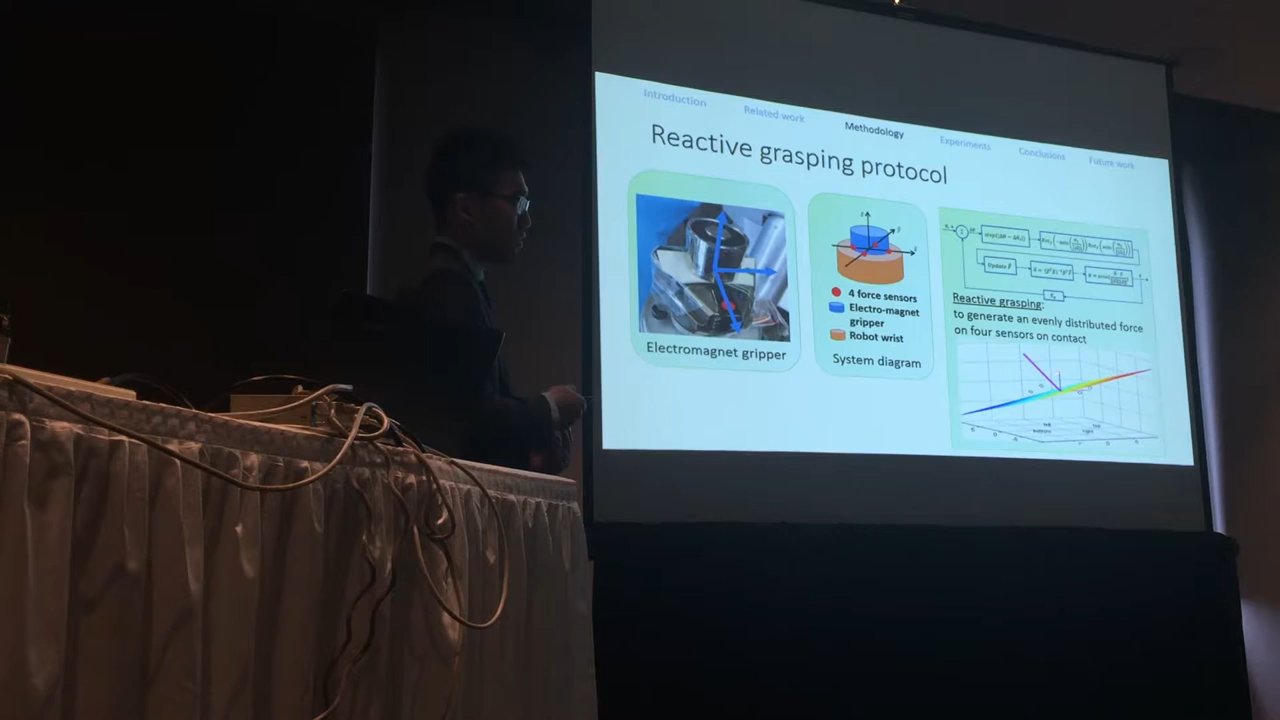 Introduction
Related work
Methodology
Experiments
Conclusions
Future work
Reactive grasping protocol
Electromagnet gripper
4 force sensors
Electro-magnet
gripper
Robot wrist
System diagram
Update
Reactive grasping:
to generate an evenly distributed force
on four sensors on contact